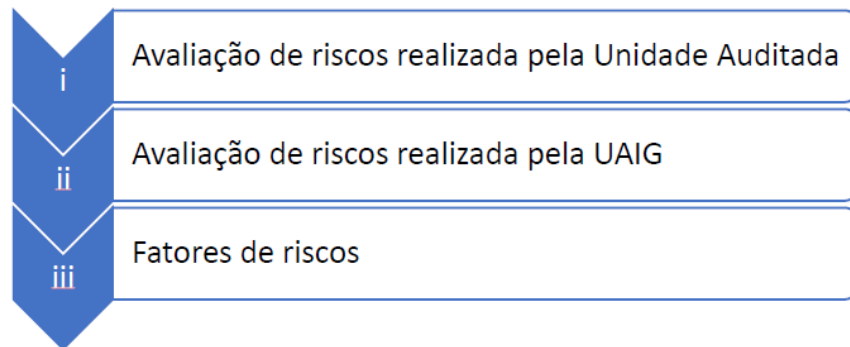 i
Avaliação de riscos realizada pela Unidade Auditada
ii
Avaliação de riscos realizada pela UAIG
iii
Fatores de riscos